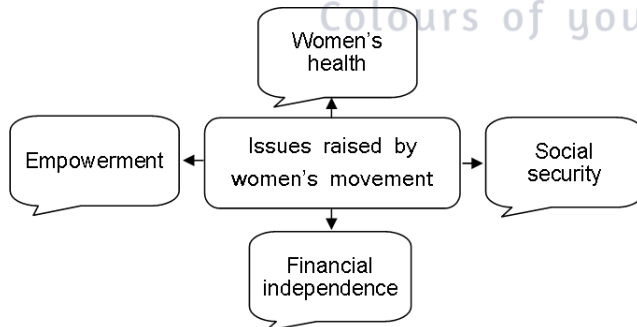 Colours of you
Women's
health
Empowerment
Issues raised by
women's movement
Social
security
Financial
independence